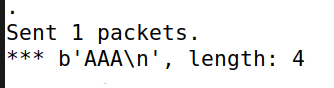 .
Sent 1 packets.
*** b'AAA\n', length: 4